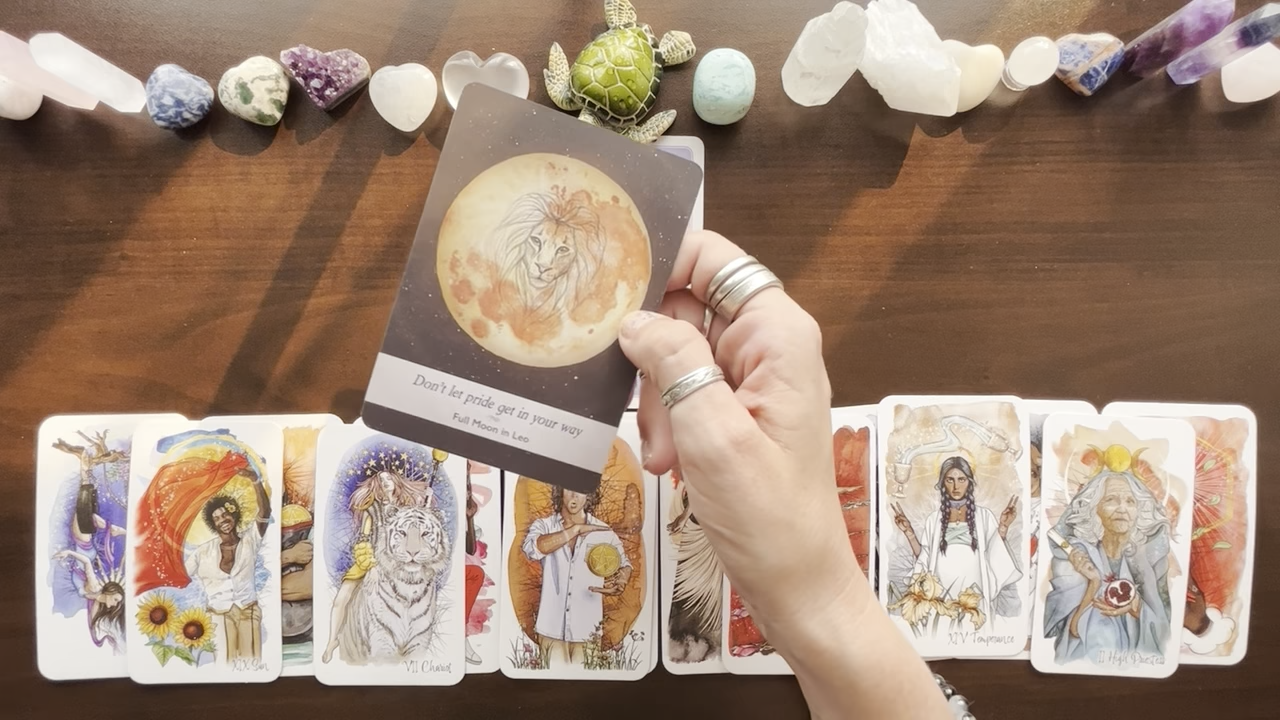 Don't let pride get in your way
Full Moon in Leo
XIX Sun
VII Chariot
XIV Temperance
II High Priestess